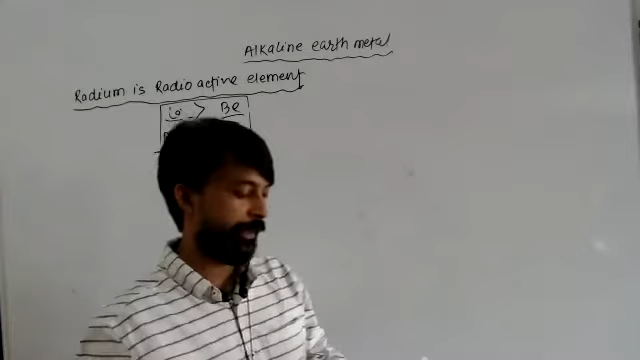 Alkaline earth metal
Radium is Radio active element
> Be